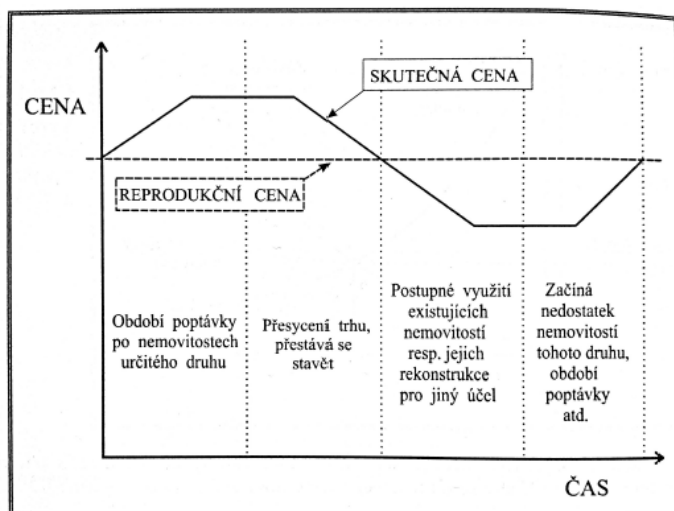 SKUTEČNÁ CENA
CENA
REPRODUKČNÍ CENA
Období poptávky
po nemovitostech
určitého druhu
Přesycení trhu,
přestává se
stavět
Postupné využití
existujících
nemovitostí
resp. jejich
rekonstrukce
pro jiný účel
Začíná
nedostatek
nemovitostí
tohoto druhu,
období
poptávky
atd.
ČAS